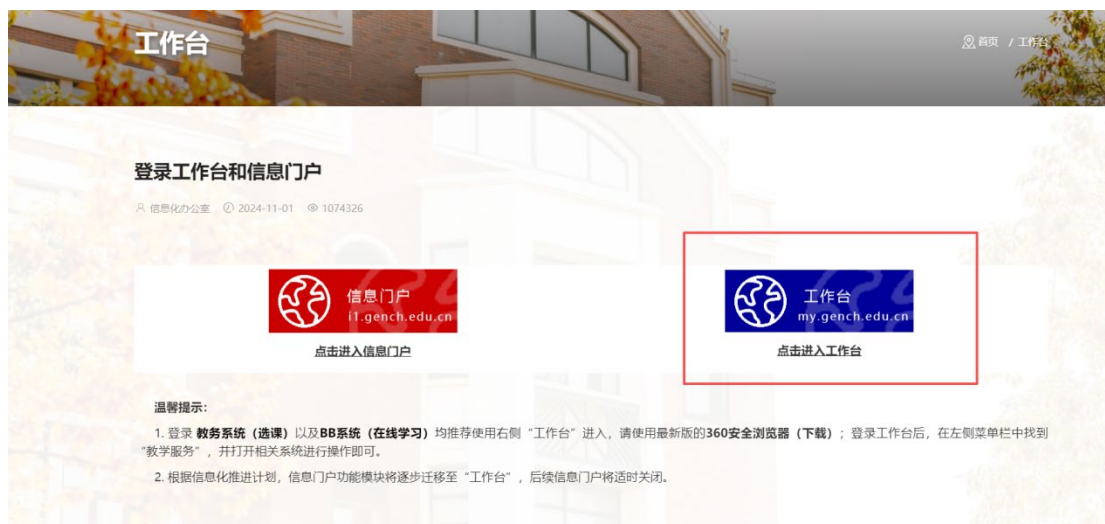 工作台
首页 / 工作台
登录工作台和信息门户
信息化办公室 2024-11-01 1074326
信息门户
i1.gench.edu.cn
点击进入信息门户
工作台
my.gench.edu.cn
点击进入工作台
温馨提示：
1. 登录 教务系统（选课）以及BB系统（在线学习）均推荐使用右侧“工作台”进入，请使用最新版的360安全浏览器（下载）；登录工作台后，在左侧菜单栏中找到
“教学服务”，并打开相关系统进行操作即可。
2. 根据信息化推进计划，信息门户功能模块将逐步迁移至“工作台”，后续信息门户将适时关闭。